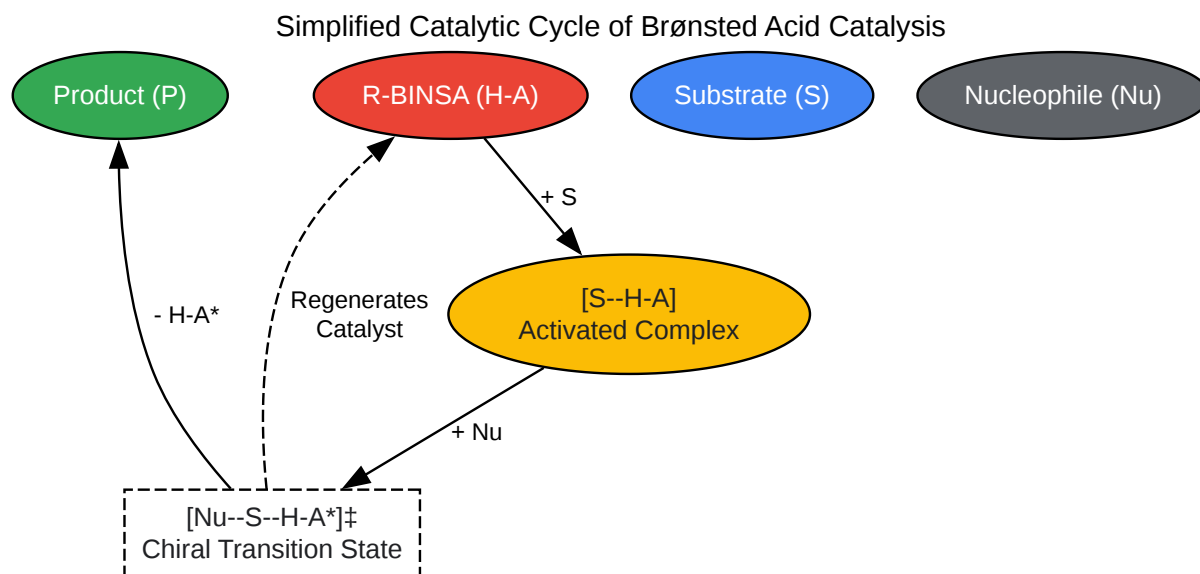 Simplified Catalytic Cycle of Brønsted Acid Catalysis
Product (P)
R-BINSA (H-A)
Substrate (S)
Nucleophile (Nu)
+ S
- H-A*
Regenerates
Catalyst
[S--H-A]
Activated Complex
+ Nu
[Nu--S--H-A*]‡
Chiral Transition State